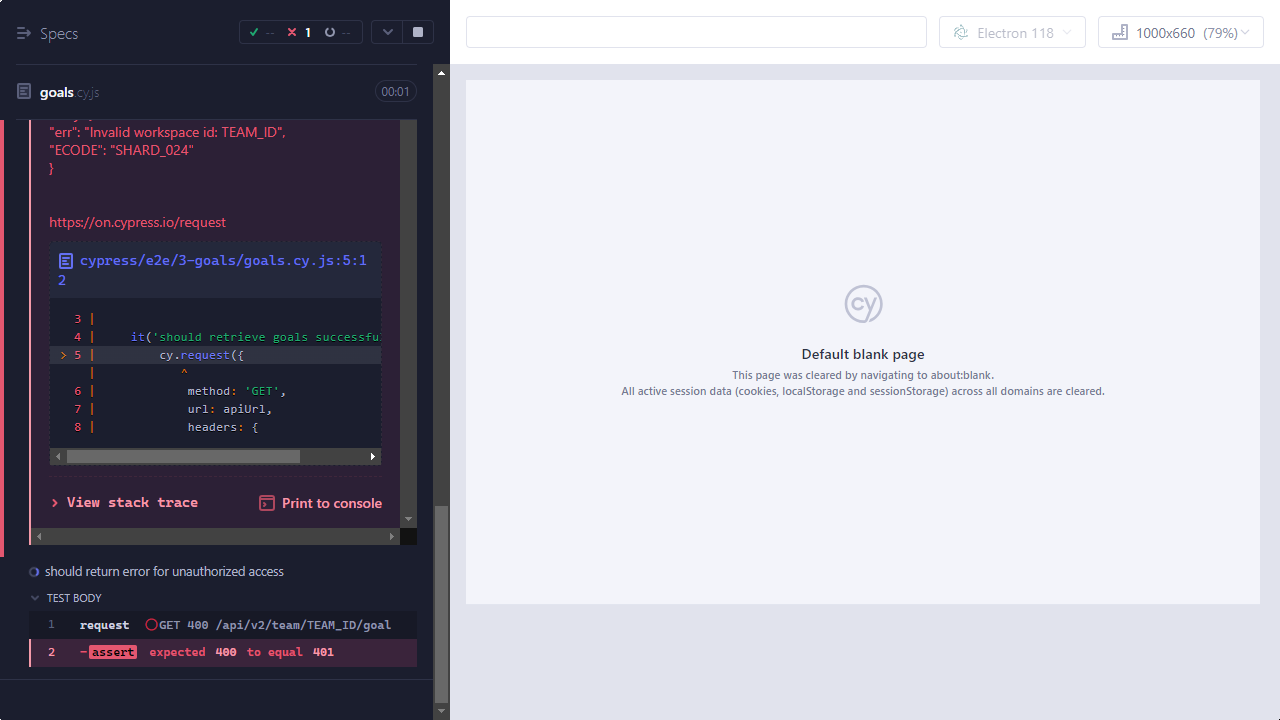 Specs
-- 1 --
Electron 118
1000x660 (79%)
goals.cy.js
00:01
"err": "Invalid workspace id: TEAM_ID",
"ECODE": "SHARD_024"
}
https://on.cypress.io/request
cypress/e2e/3-goals/goals.cy.js:5:1
2
3 |
4 | it('should retrieve goals successfu
> 5 | cy.request({
| ^
6 | method: 'GET',
7 | url: apiUrl,
8 | headers: {
View stack trace
Print to console
should return error for unauthorized access
TEST BODY
1 request GET 400 /api/v2/team/TEAM_ID/goal
2 -assert expected 400 to equal 401
cy
Default blank page
This page was cleared by navigating to about:blank.
All active session data (cookies, localStorage and sessionStorage) across all domains are cleared.